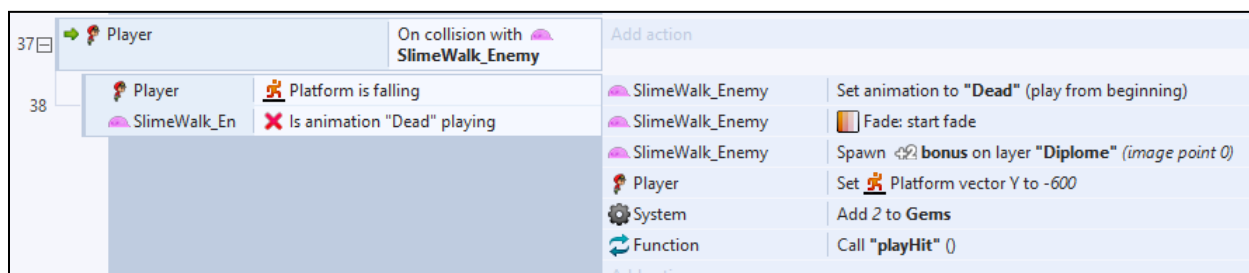 37 Player On collision with SlimeWalk_Enemy Add action
38 Player Platform is falling SlimeWalk_Enemy Set animation to "Dead" (play from beginning)
SlimeWalk_En Is animation "Dead" playing SlimeWalk_Enemy Fade: start fade
SlimeWalk_Enemy Spawn +2 bonus on layer "Diplome" (image point 0)
Player Set Platform vector Y to -600
System Add 2 to Gems
Function Call "playHit" ()